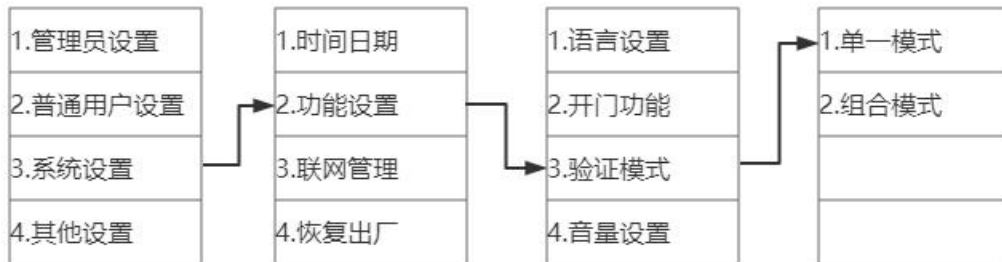 1.管理员设置
2.普通用户设置
3.系统设置
4.其他设置
1.时间日期
2.功能设置
3.联网管理
4.恢复出厂
1.语言设置
2.开门功能
3.验证模式
4.音量设置
1.单一模式
2.组合模式